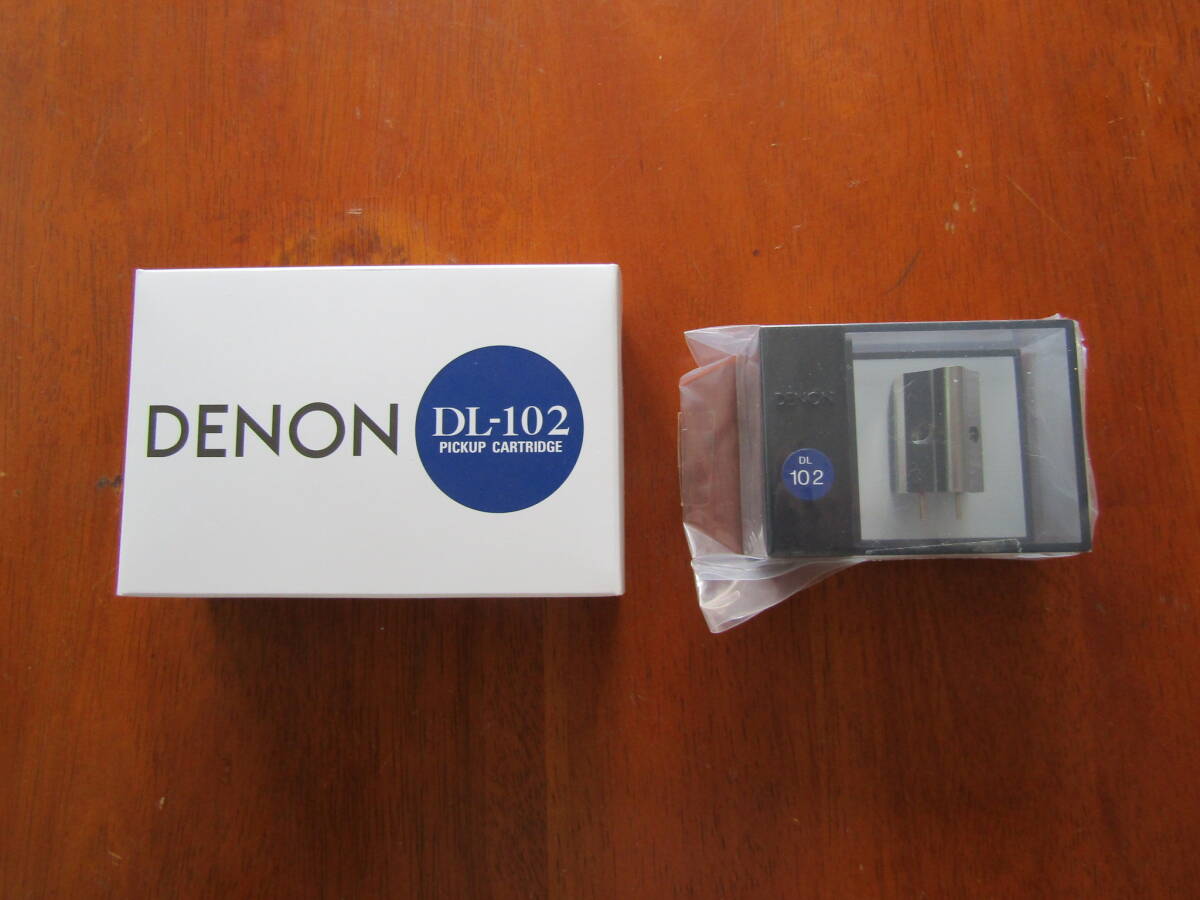 DENON
DL-102
PICKUP CARTRIDGE
DENON
DL
102